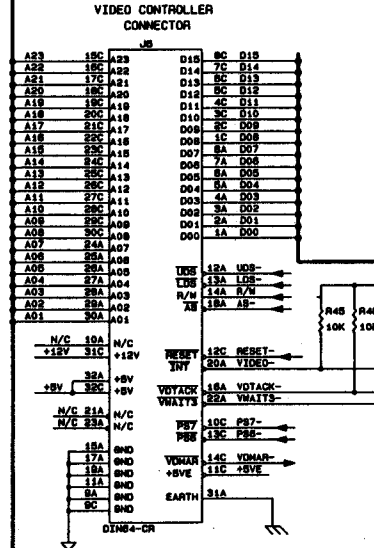 VIDEO CONTROLLER
CONNECTOR
J6
A23 15C A23 D15 8C D15
A22 16C A22 D14 7C D14
A21 17C A21 D13 6C D13
A20 18C A20 D12 5C D12
A19 19C A19 D11 4C D11
A18 20C A18 D10 3C D10
A17 21C A17 D09 2C D09
A16 22C A16 D08 1C D08
A15 23C A15 D07 8A D07
A14 24C A14 D06 7A D06
A13 25C A13 D05 6A D05
A12 26C A12 D04 5A D04
A11 27C A11 D03 4A D03
A10 28C A10 D02 3A D02
A09 29C A09 D01 2A D01
A08 30C A08 D00 1A D00
A07 24A A07
A06 25A A06
A05 26A A05
A04 27A A04 UDS 12A UDS-
A03 28A A03 LDS 13A LDS-
A02 29A A02 R/W 14A R/W
A01 30A A01 AS 18A AS-
R45
10K
N/C 10A N/C
+12V 31C +12V RESET 12C RESET-
INT 20A VIDEO-
32A +5V
+5V 32C +5V VDTACK 16A VDTACK-
VWAIT3 22A VWAIT3-
N/C 21A N/C
N/C 23A N/C PS7 10C PS7-
PS6 13C PS6-
15A GND
17A GND VDMAR 14C VDMAR-
19A GND +5VE 11C +5VE
11A GND
9A GND EARTH 31A
9C GND
DIN64-CR